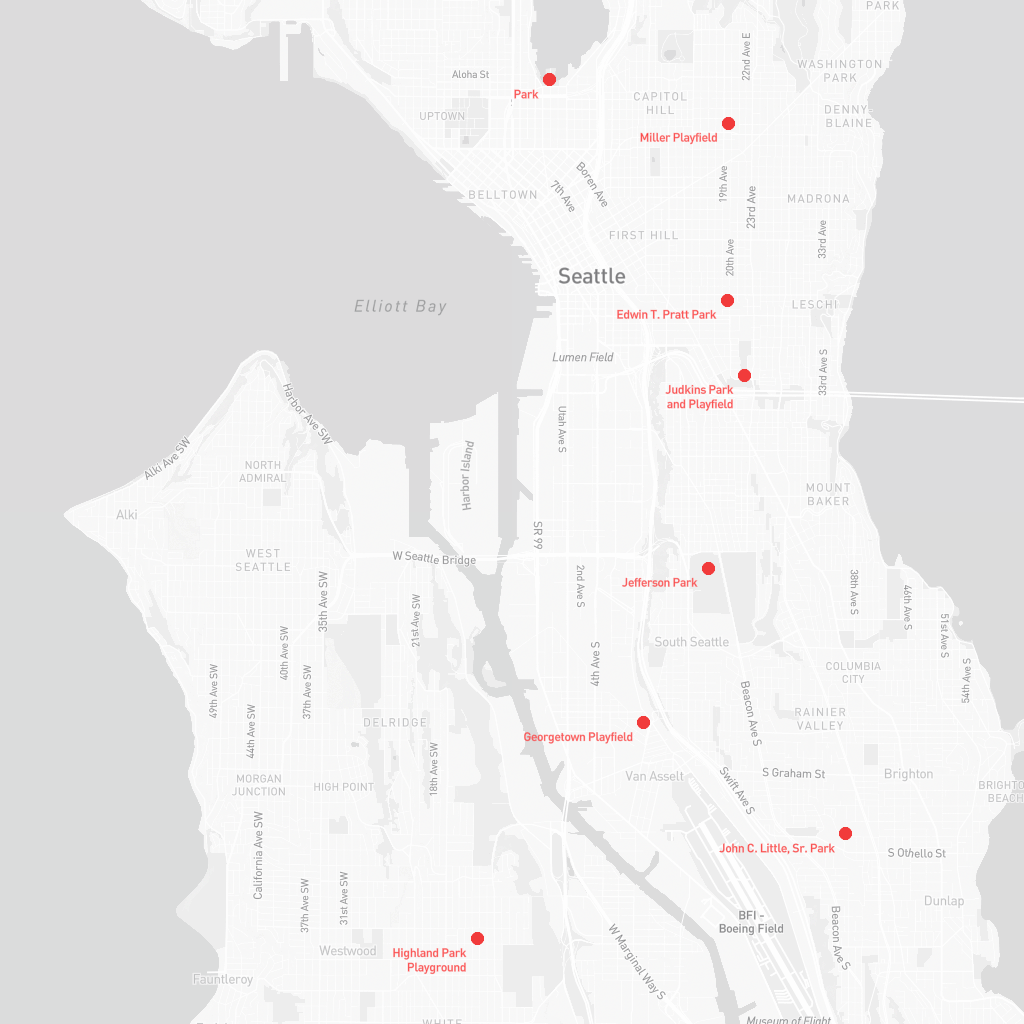 PARK
22nd Ave E
WASHINGTON
PARK
Aloha St
Park
CAPITOL
HILL
UPTOWN
DENNY-
BLAINE
Miller Playfield
Boren Ave
7th Ave
BELLTOWN
19th Ave
23rd Ave
MADRONA
FIRST HILL
33rd Ave
20th Ave
Seattle
Elliott Bay
LESCHI
Edwin T. Pratt Park
Lumen Field
33rd Ave S
Judkins Park
and Playfield
Harbor Ave SW
Utah Ave S
Alki Ave SW
NORTH
ADMIRAL
Harbor Island
MOUNT
BAKER
Alki
SR 99
WEST
SEATTLE
W Seattle Bridge
Jefferson Park
2nd Ave S
38th Ave S
46th Ave S
35th Ave SW
21st Ave SW
51st Ave S
South Seattle
40th Ave SW
4th Ave S
COLUMBIA
CITY
54th Ave S
49th Ave SW
37th Ave SW
Beacon Ave S
RAINIER
VALLEY
DELRIDGE
44th Ave SW
Georgetown Playfield
18th Ave SW
Van Asselt
S Graham St
Brighton
MORGAN
JUNCTION
HIGH POINT
Swift Ave S
BRIGHTO
BEACH
California Ave SW
John C. Little, Sr. Park
S Othello St
37th Ave SW
31st Ave SW
Dunlap
BFI -
Boeing Field
Beacon Ave S
Westwood
Highland Park
Playground
W Marginal Way S
Fauntleroy
WHITE
Museum of Flight